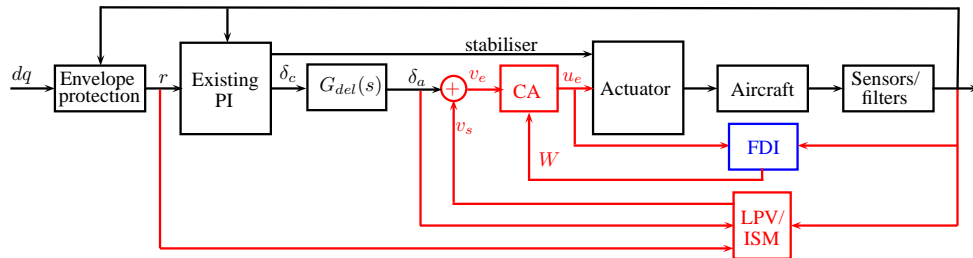 stabiliser
dq
Envelope
protection
r
Existing
PI
δc
Gdel(s)
δa
+
ve
vs
CA
ue
Actuator
Aircraft
Sensors/
filters
W
FDI
LPV/
ISM